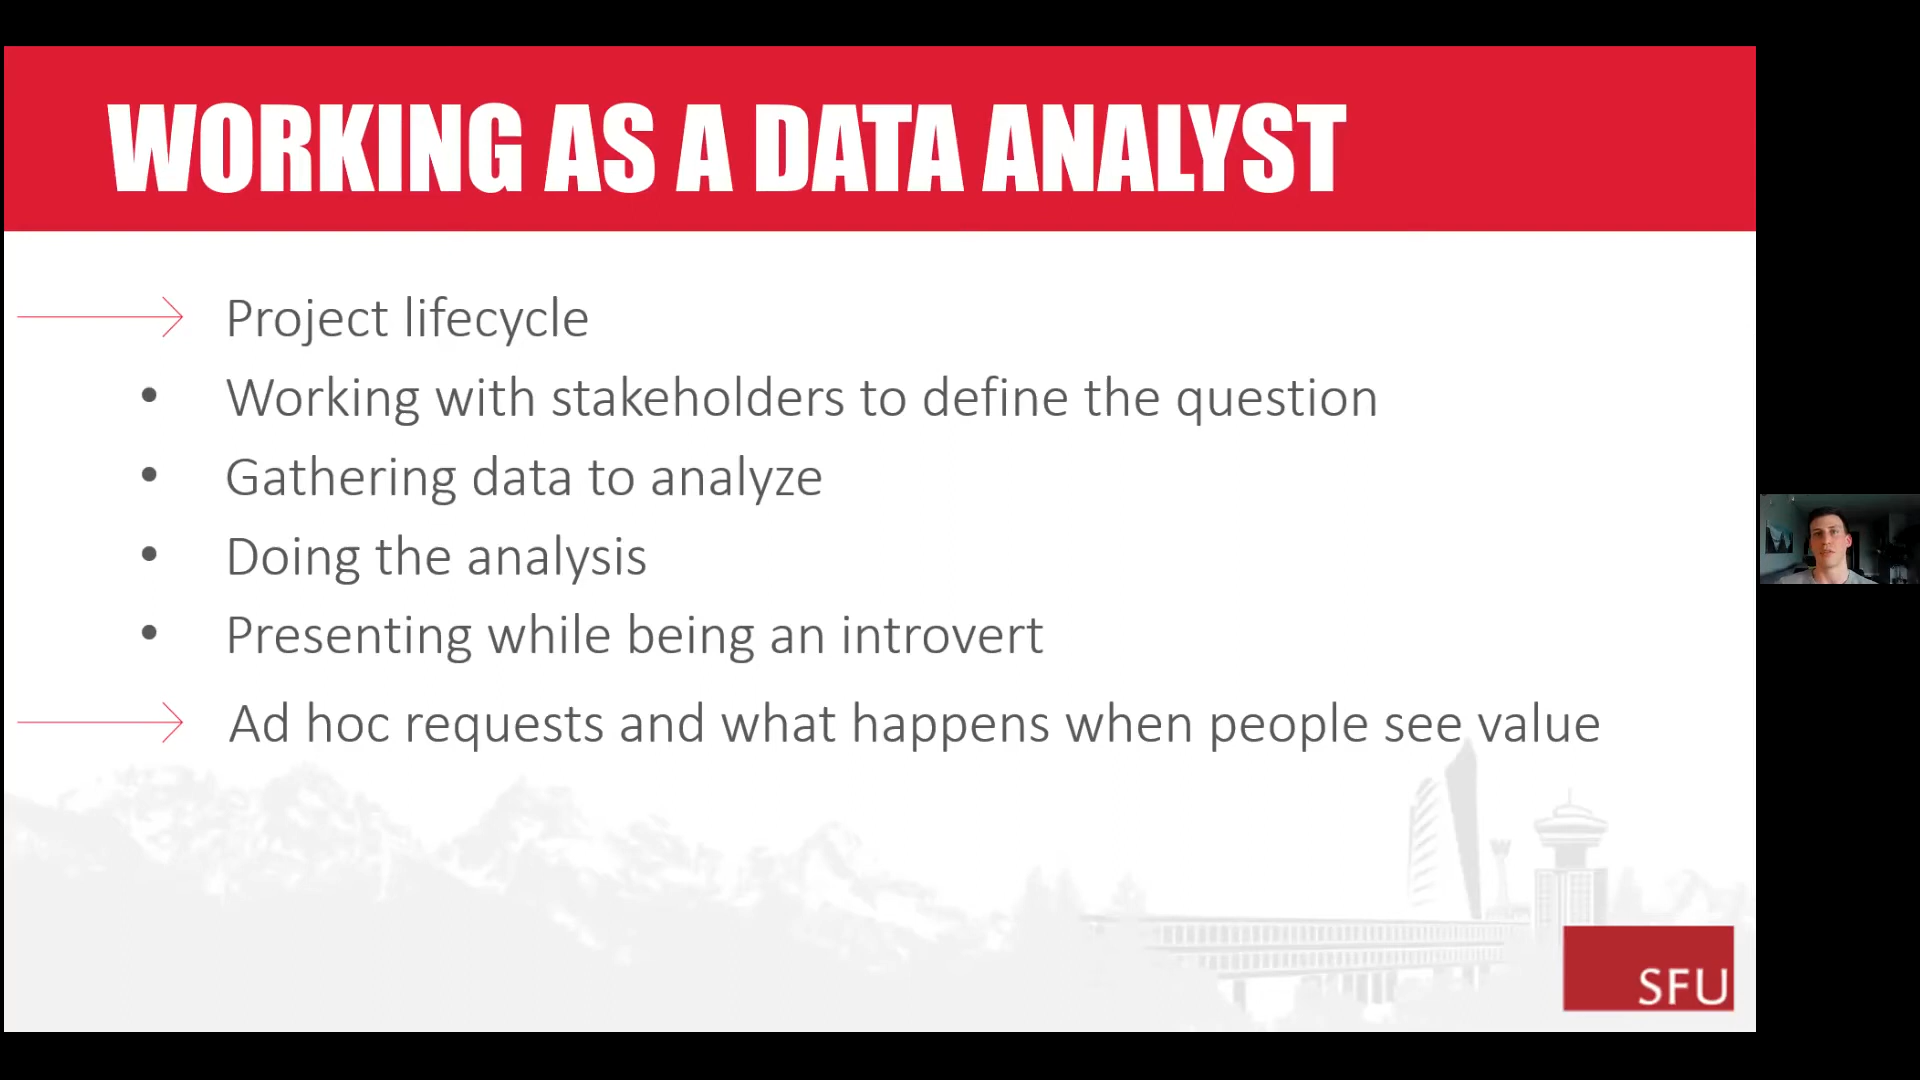 WORKING AS A DATA ANALYST
Project lifecycle
• Working with stakeholders to define the question
• Gathering data to analyze
• Doing the analysis
• Presenting while being an introvert
Ad hoc requests and what happens when people see value
SFU